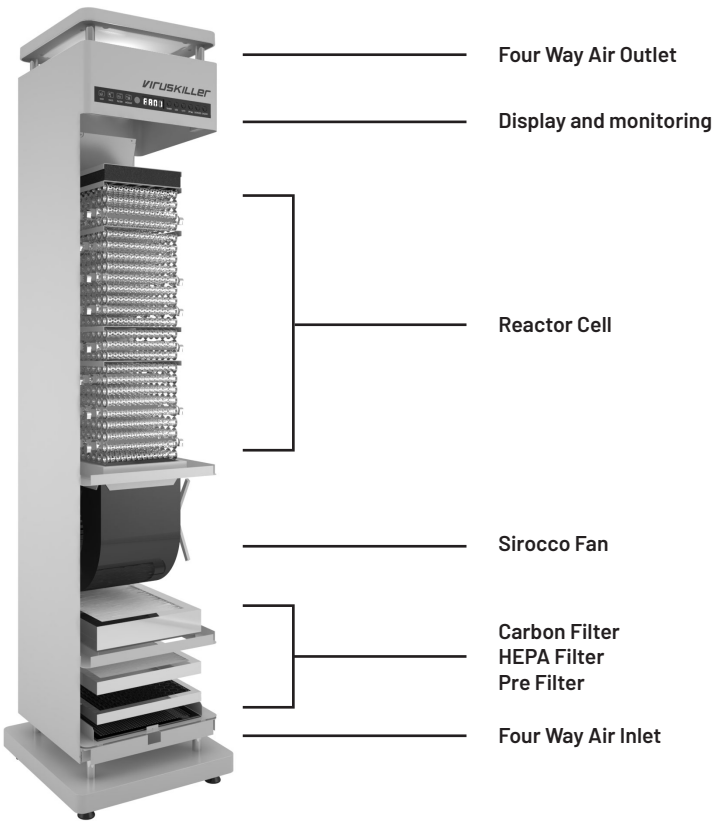 Four Way Air Outlet
VIrUSKILLEr
Display and monitoring
Reactor Cell
Sirocco Fan
Carbon Filter
HEPA Filter
Pre Filter
Four Way Air Inlet